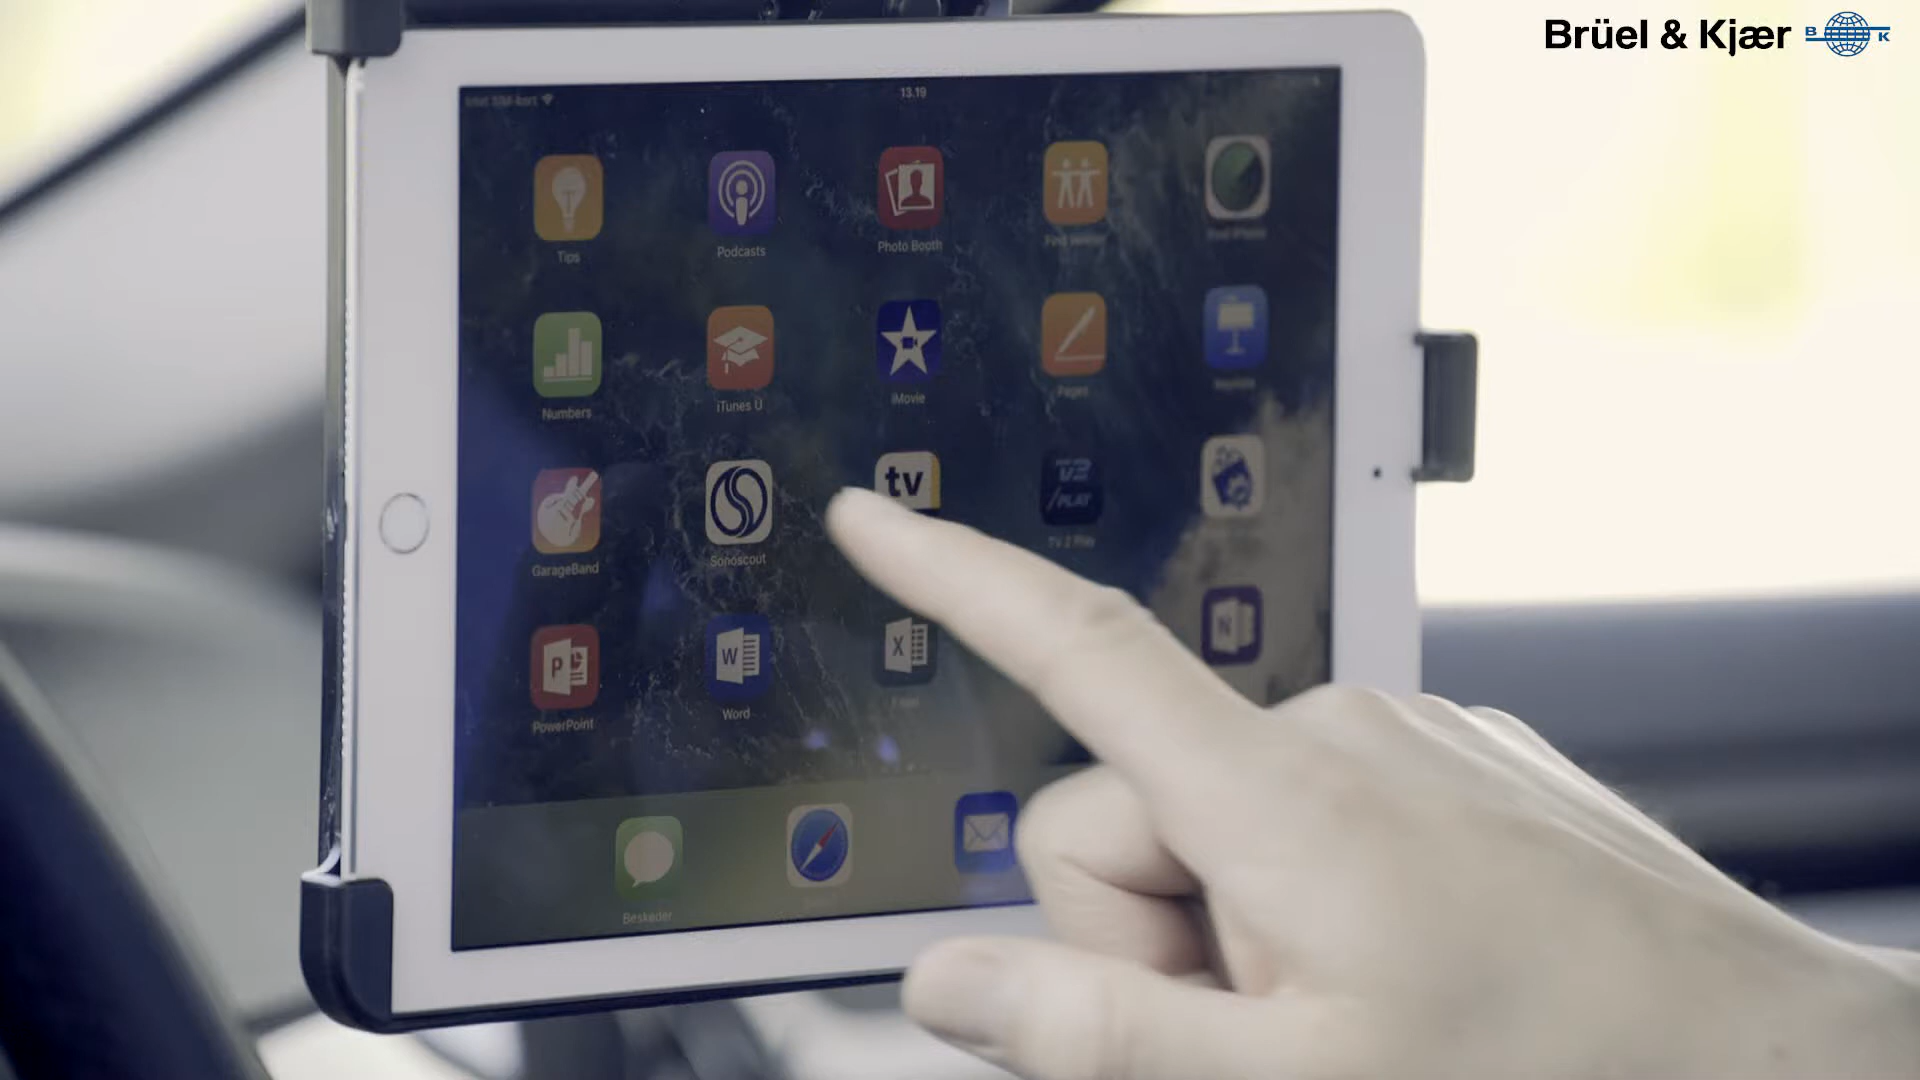 Brüel & Kjær
B K
13.19
Tips
Podcasts
Photo Booth
Numbers
iTunes U
iMovie
Pages
GarageBand
Sonoscout
tv
/PLAY
TV 2 Play
P
W
X
N
PowerPoint
Word
Beskeder